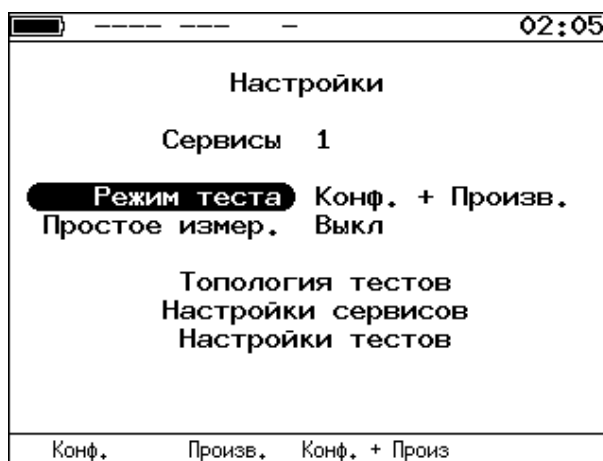 ---- --- - 02:05
Настройки
Сервисы 1
Режим теста Конф. + Произв.
Простое измер. Выкл
Топология тестов
Настройки сервисов
Настройки тестов
Конф. Произв. Конф. + Произ